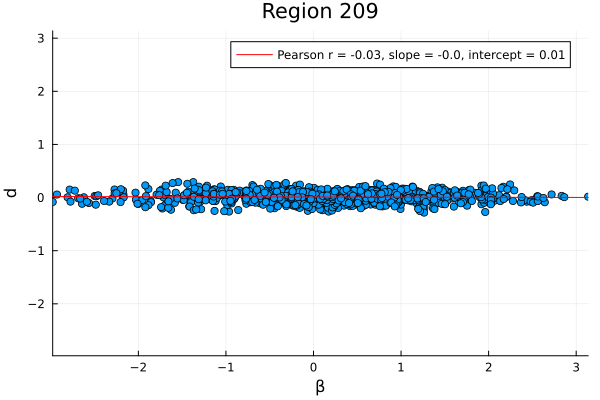 Region 209
Pearson r = -0.03, slope = -0.0, intercept = 0.01
d
3
2
1
0
−1
−2
−2 −1 0 1 2 3
β